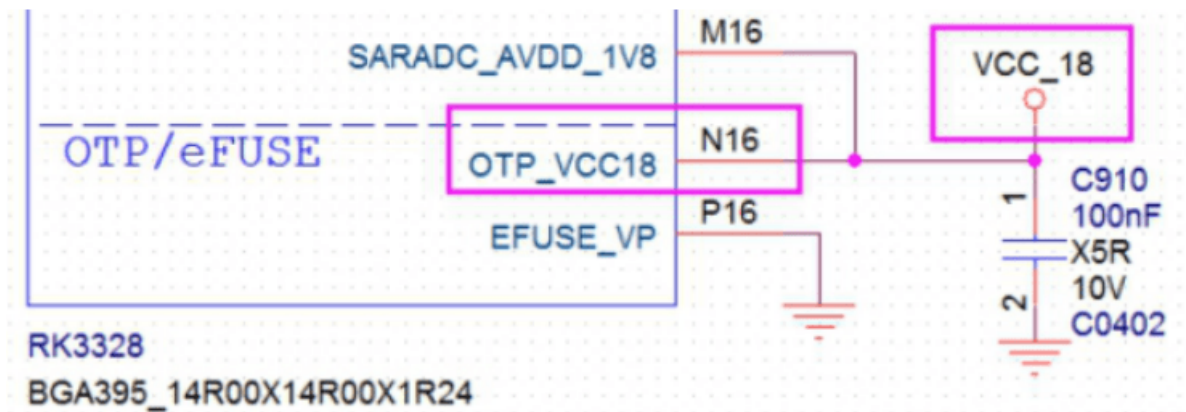 SARADC_AVDD_1V8
M16
VCC_18
OTP/eFUSE
OTP_VCC18
N16
EFUSE_VP
P16
1
2
C910
100nF
X5R
10V
C0402
RK3328
BGA395_14R00X14R00X1R24